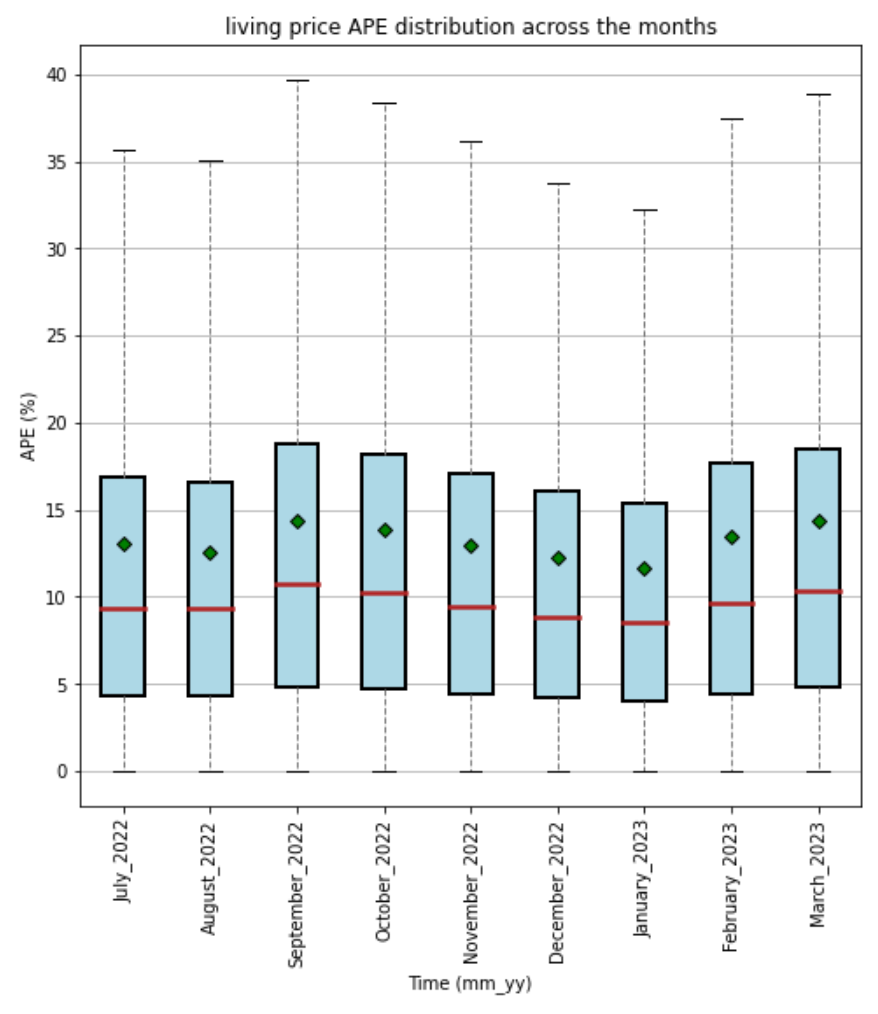 living price APE distribution across the months
APE (%)
40
35
30
25
20
15
10
5
0
July_2022
August_2022
September_2022
October_2022
November_2022
December_2022
January_2023
February_2023
March_2023
Time (mm_yy)